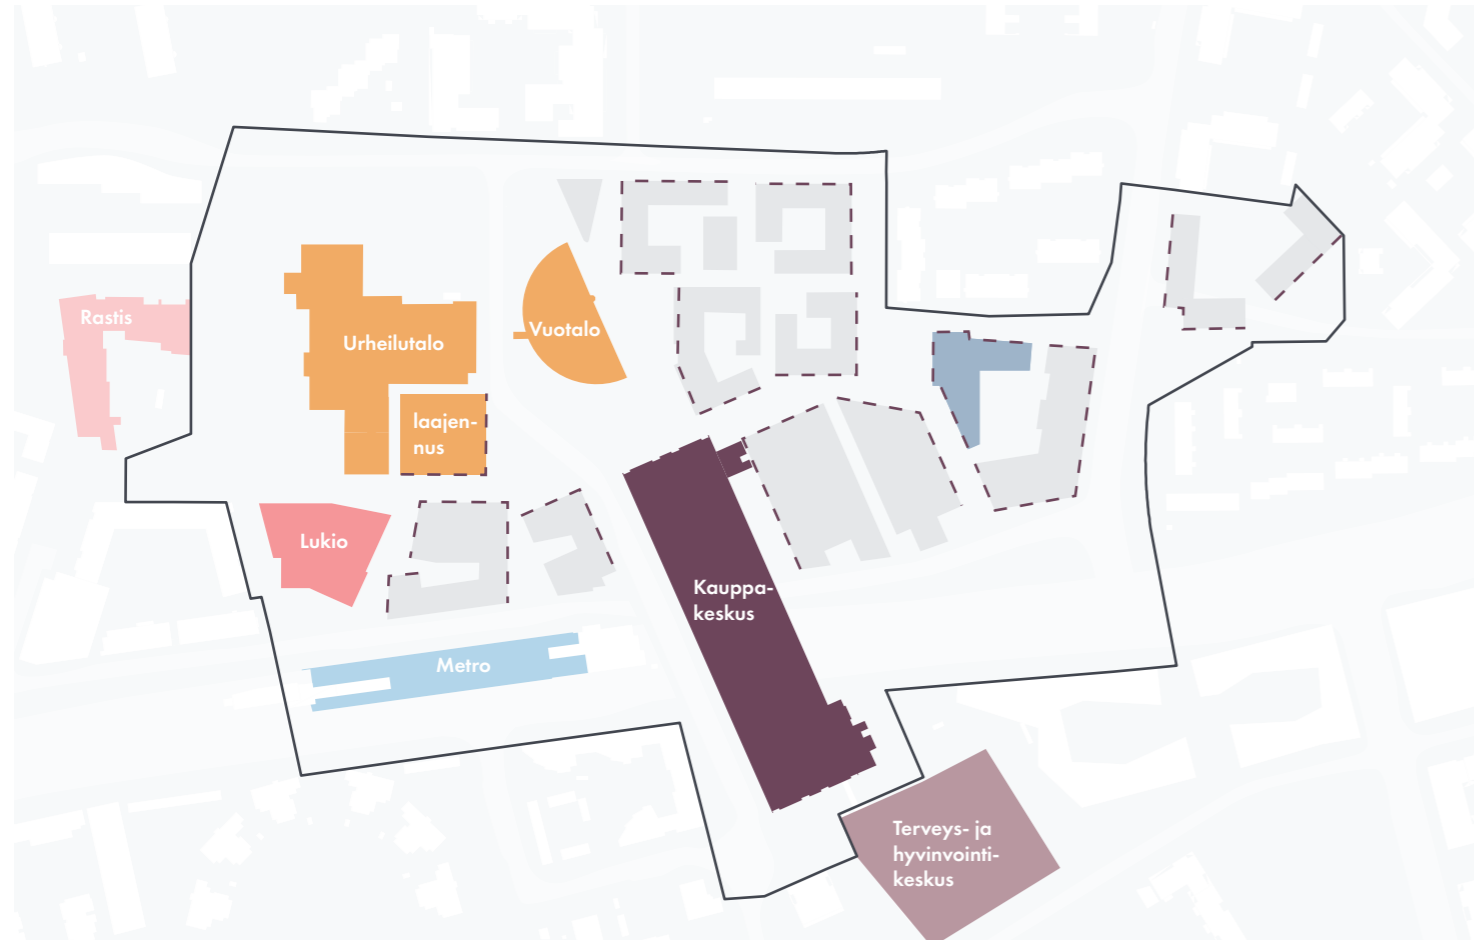 Rastis
Urheilutalo
Vuotalo
laajen-
nus
Lukio
Kauppa-
keskus
Metro
Terveys- ja
hyvinvointi-
keskus